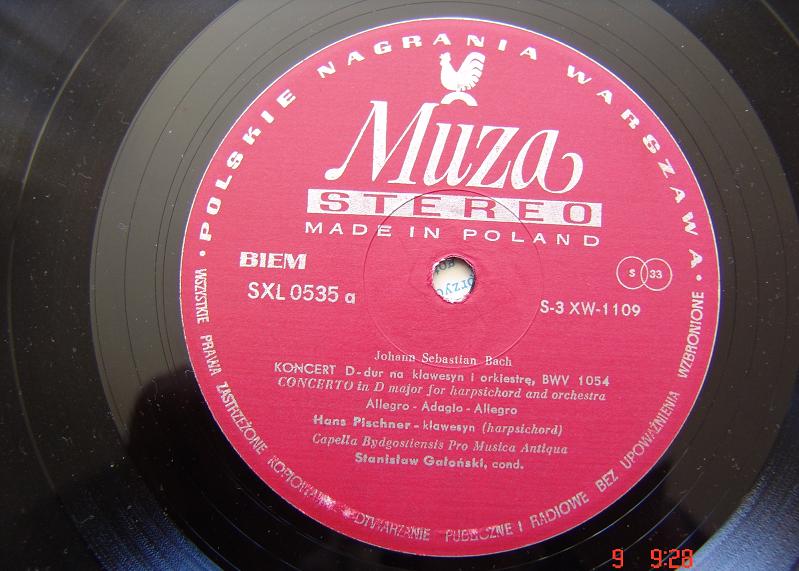 POLSKIE NAGRANIA WARSZAWA
Muza
STEREO
MADE IN POLAND
BIEM
SXL 0535 a
S 33
S-3 XW-1109
Johann Sebastian Bach
KONCERT D-dur na klawesyn i orkiestrę, BWV 1054
CONCERTO in D major for harpsichord and orchestra
Allegro - Adagio - Allegro
Hans Pischner - klawesyn (harpsichord)
Capella Bydgostiensis Pro Musica Antiqua
Stanisław Gałoński, cond.
WSZYSTKIE PRAWA ZASTRZEŻONE KOPIOWANIE ODTWARZANIE PUBLICZNE I RADIOWE BEZ UPOWAŻNIENIA WZBRONIONE
9 9:28